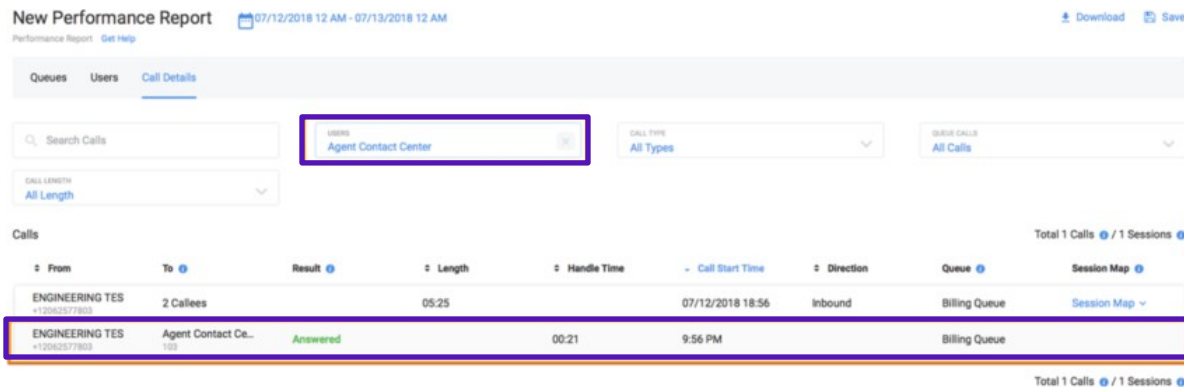 New Performance Report 07/12/2018 12 AM - 07/13/2018 12 AM Download Save
Performance Report Get Help
Queues Users Call Details
Search Calls
USERS
Agent Contact Center
CALL TYPE
All Types
QUEUE CALLS
All Calls
CALL LENGTH
All Length
Calls Total 1 Calls / 1 Sessions
From To Result Length Handle Time Call Start Time Direction Queue Session Map
ENGINEERING TES 2 Callees 05:25 07/12/2018 18:56 Inbound Billing Queue Session Map
+12062577803
ENGINEERING TES Agent Contact Ce... Answered 00:21 9:56 PM Billing Queue
+12062577803 103
Total 1 Calls / 1 Sessions